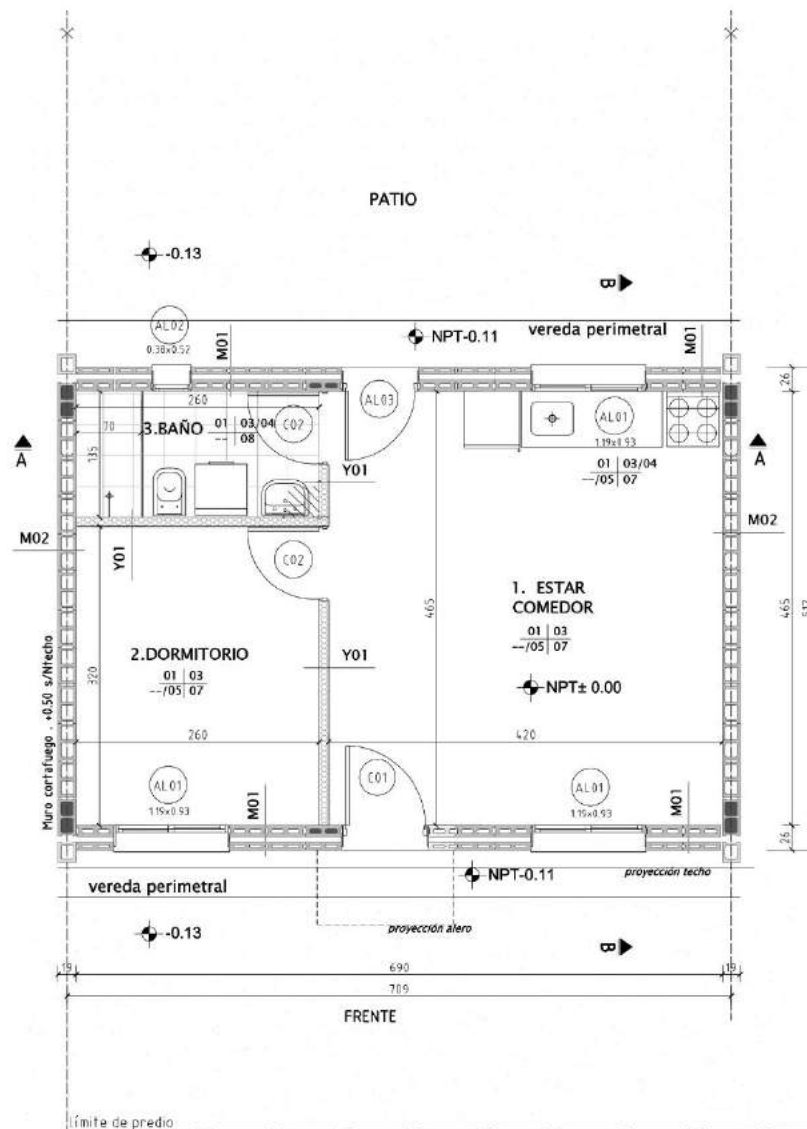 PATIO
-0.13
B
AL02
0.38x0.52
M01
NPT-0.11
vereda perimetral
M01
26
260
AL03
AL01
1.19x0.93
70
3.BAÑO
01
03/04
--
08
C02
01
03/04
--/05
07
A
A
135
Y01
M02
M02
Y01
C02
1. ESTAR
COMEDOR
465
465
01
03
--/05
07
2.DORMITORIO
01
03
--/05
07
Y01
320
NPT± 0.00
Muro cortafuego . +0.50 s/Ntecho
260
420
AL01
1.19x0.93
M01
C01
AL01
1.19x0.93
M01
26
vereda perimetral
NPT-0.11
proyección techo
-0.13
proyección alero
B
19
690
19
709
FRENTE
límite de predio